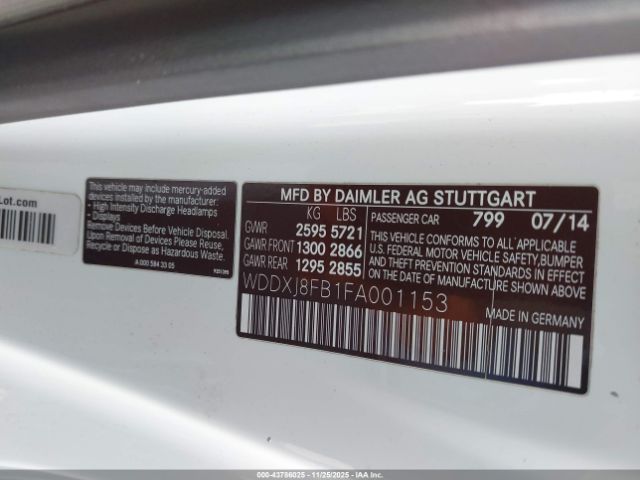 Lot.com
This vehicle may include mercury-added
devices installed by the manufacturer:
- High Intensity Discharge Headlamps
- Displays
Remove Devices Before Vehicle Disposal.
Upon Removal of Devices Please Reuse,
Recycle or Dispose as Hazardous Waste.
A 000 584 33 05
MFD BY DAIMLER AG STUTTGART
KG LBS
GVWR 2595 5721
GAWR FRONT 1300 2866
GAWR REAR 1295 2855
PASSENGER CAR 799 07/14
THIS VEHICLE CONFORMS TO ALL APPLICABLE
U.S. FEDERAL MOTOR VEHICLE SAFETY, BUMPER
AND THEFT PREVENTION STANDARDS IN EFFECT
ON THE DATE OF MANUFACTURE SHOWN ABOVE
WDDXJ8FB1FA001153
MADE IN GERMANY
000-43786025 - 11/25/2025 - IAA Inc.